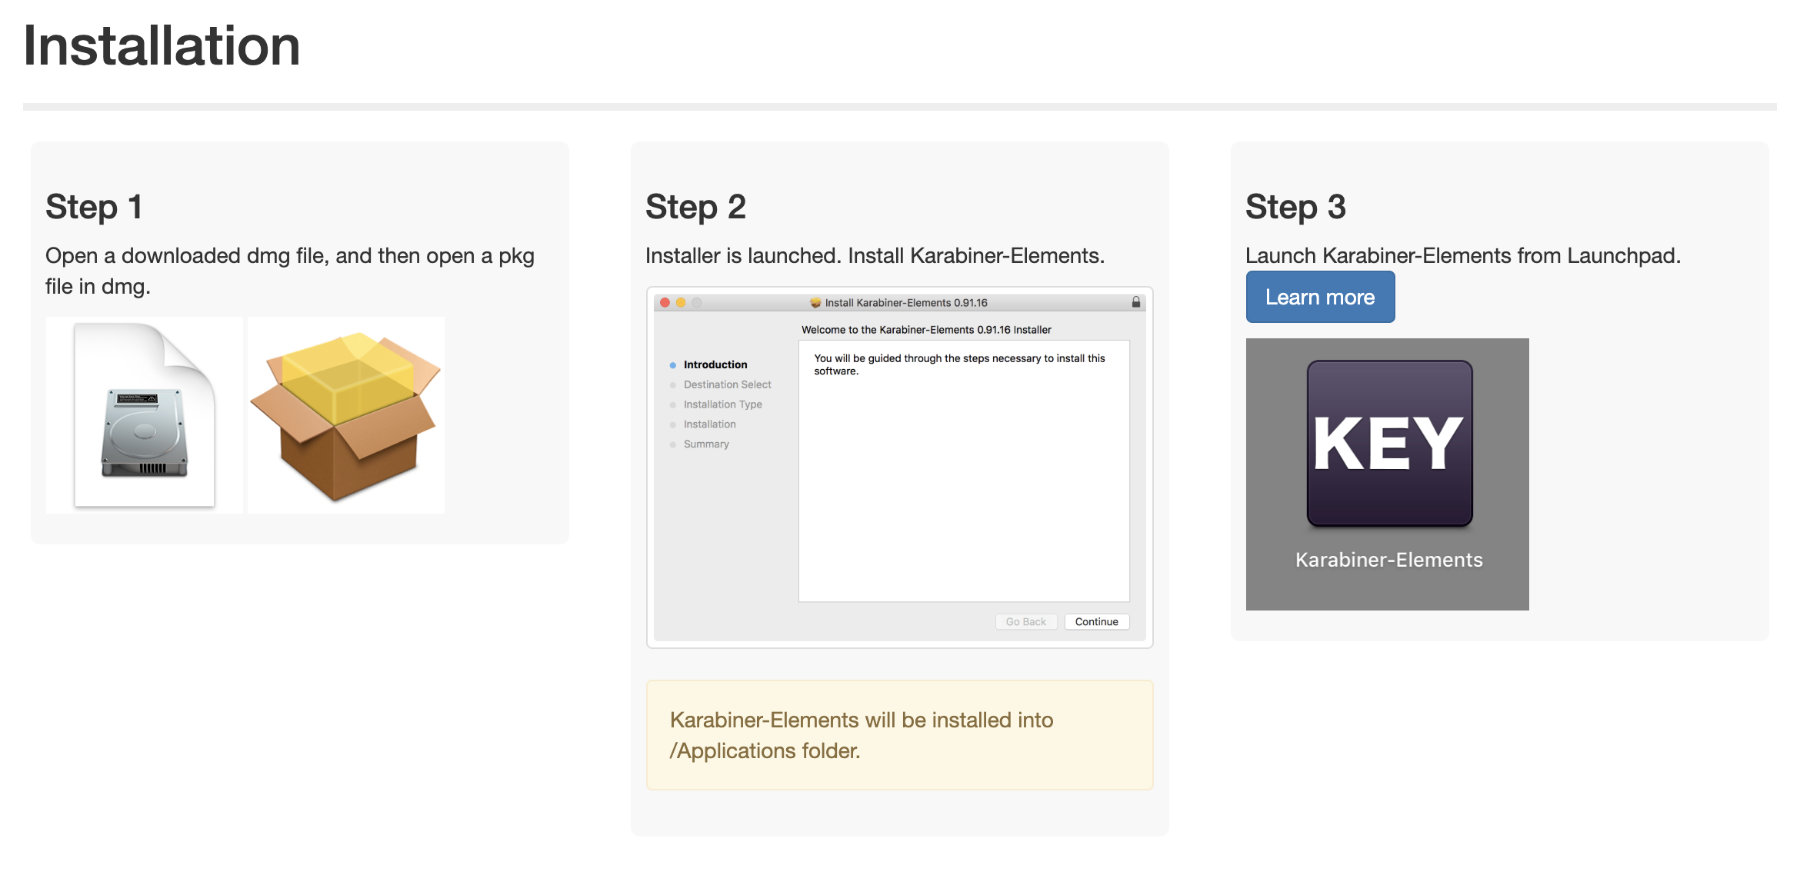 Installation
Step 1
Open a downloaded dmg file, and then open a pkg
file in dmg.
Step 2
Installer is launched. Install Karabiner-Elements.
Install Karabiner-Elements 0.91.16
Welcome to the Karabiner-Elements 0.91.16 Installer
Introduction
Destination Select
Installation Type
Installation
Summary
You will be guided through the steps necessary to install this
software.
Go Back
Continue
Karabiner-Elements will be installed into
/Applications folder.
Step 3
Launch Karabiner-Elements from Launchpad.
Learn more
KEY
Karabiner-Elements